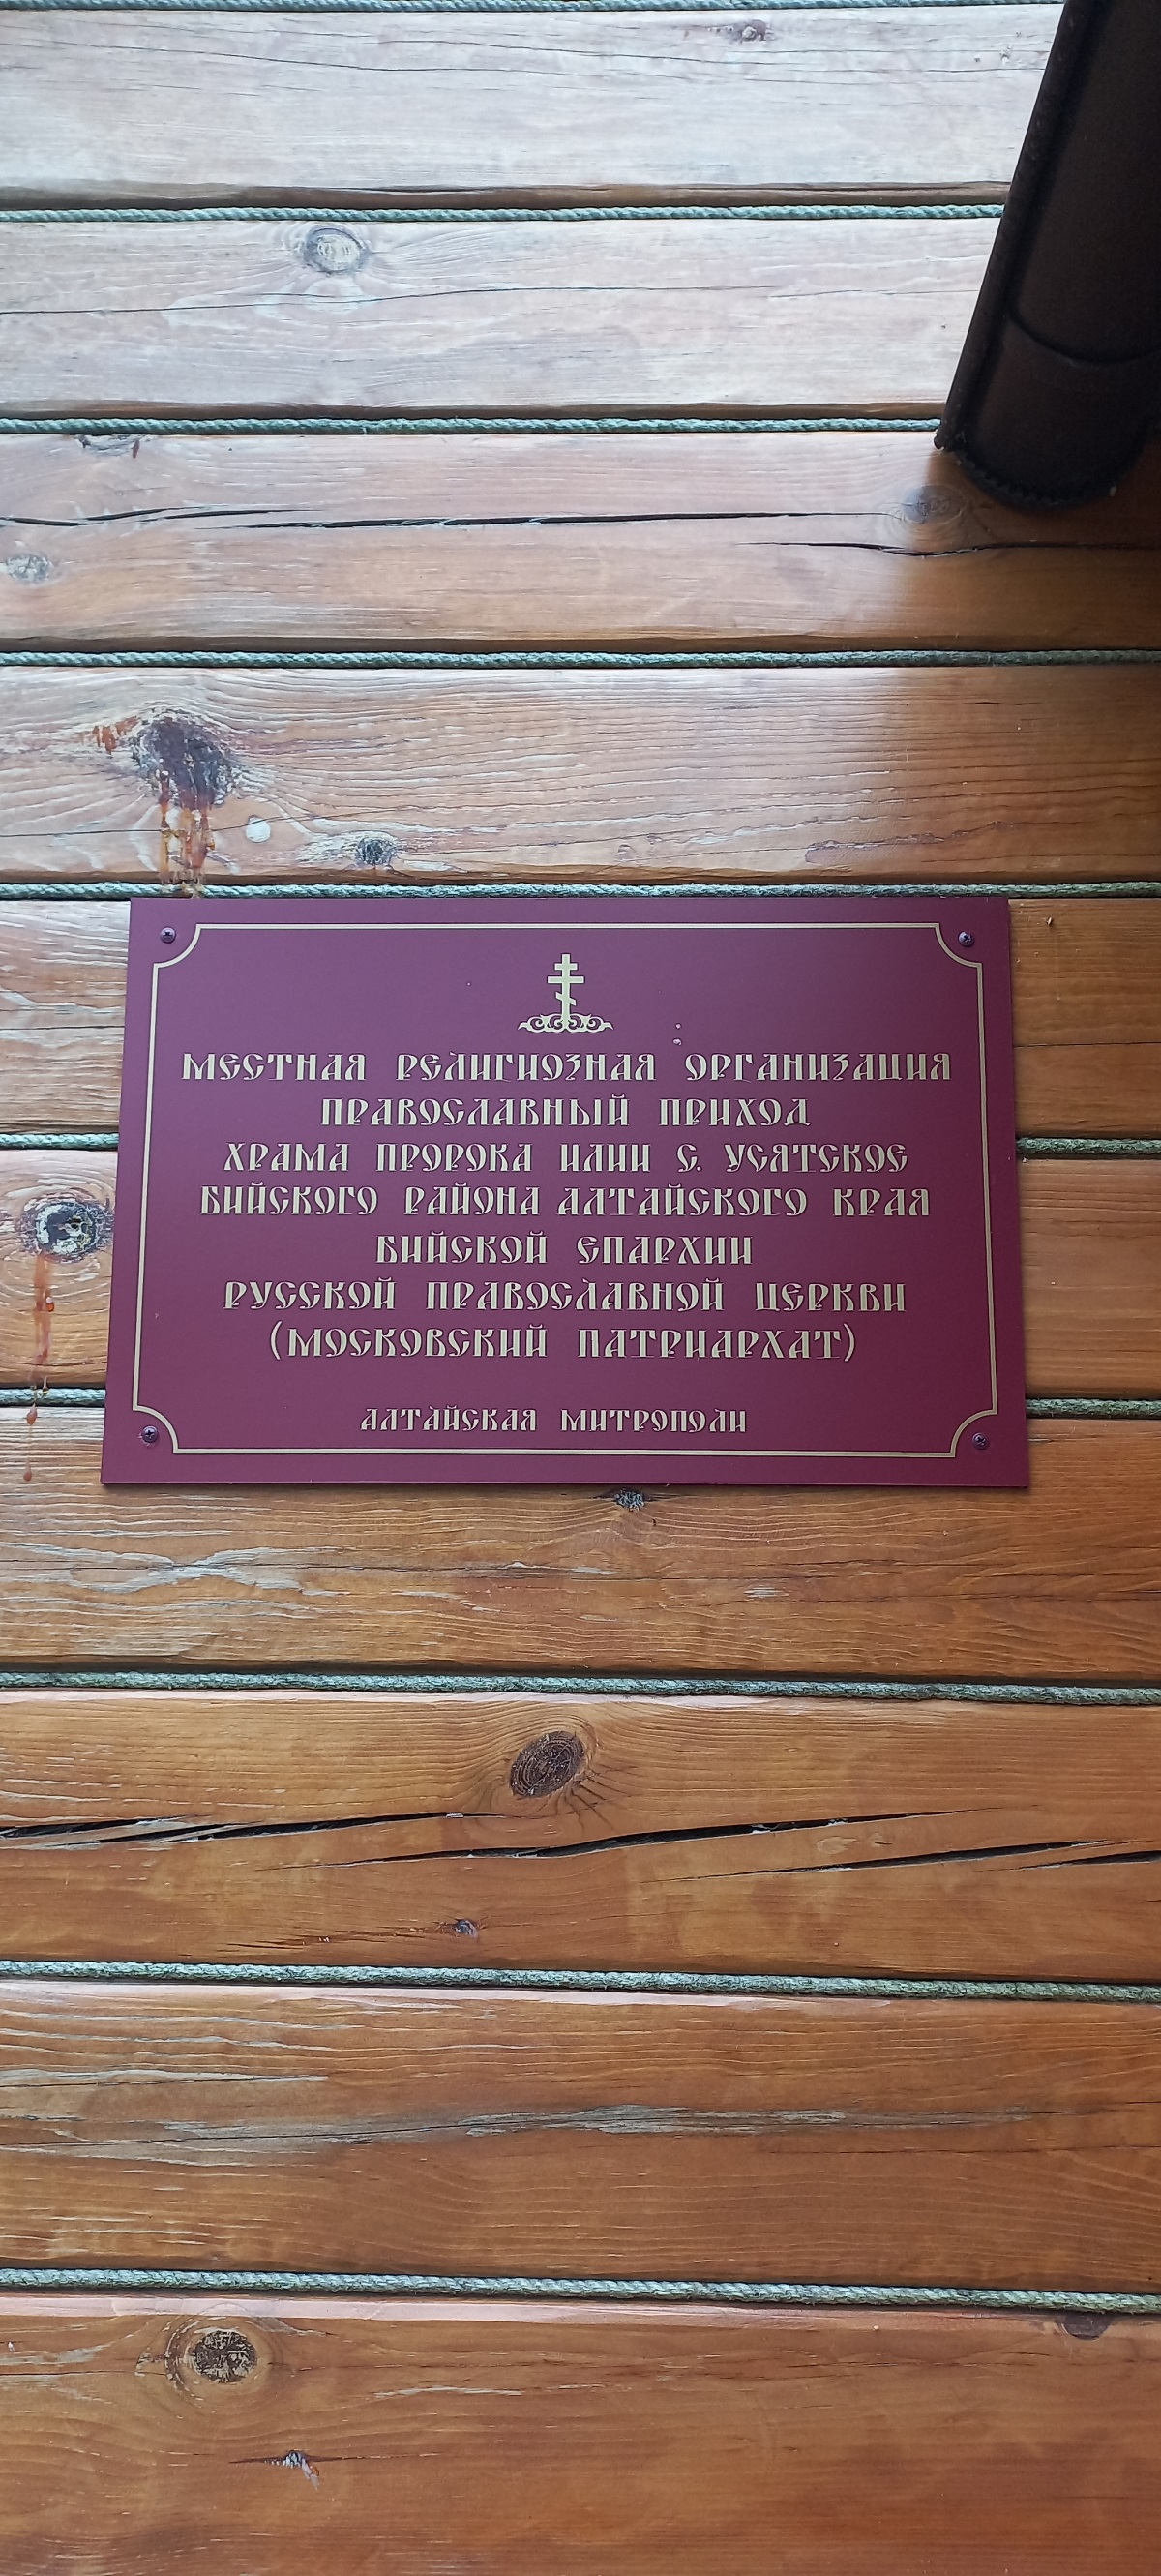 МЕСТНАЯ РЕЛИГИОЗНАЯ ОРГАНИЗАЦИЯ
ПРАВОСЛАВНЫЙ ПРИХОД
ХРАМА ПРОРОКА ИЛИИ С. УСЯТСКОЕ
БИЙСКОГО РАЙОНА АЛТАЙСКОГО КРАЯ
БИЙСКОЙ ЕПАРХИИ
РУССКОЙ ПРАВОСЛАВНОЙ ЦЕРКВИ
(МОСКОВСКИЙ ПАТРИАРХАТ)
АЛТАЙСКАЯ МИТРОПОЛИ